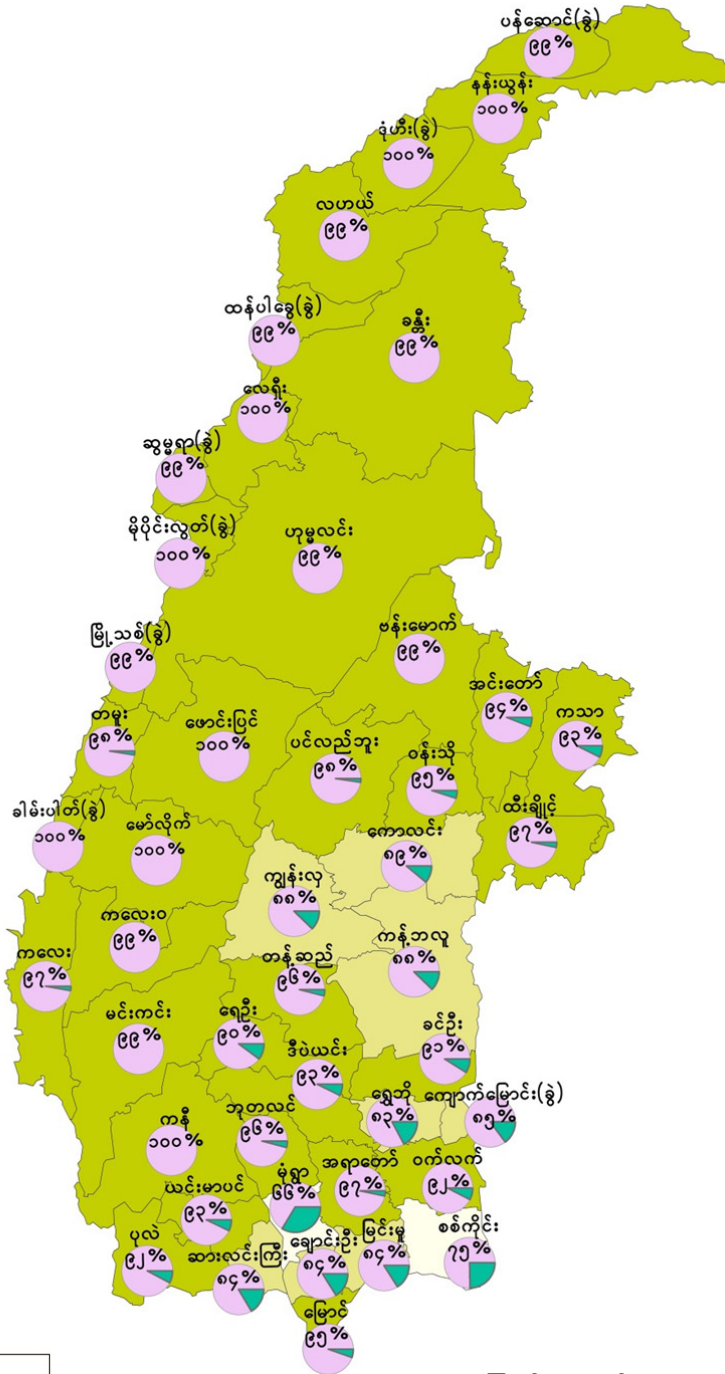 ပန်ဆောင်(ခွဲ)
၉၉%
နန်းယွန်း
၁၀၀%
ဒုံဟီး(ခွဲ)
၁၀၀%
လဟယ်
၉၉%
ထန်ပါခွေ(ခွဲ)
၉၉%
ခန္တီး
၉၉%
လေရှီး
၁၀၀%
ဆွမ္မရာ(ခွဲ)
၉၉%
မိုပိုင်းလွတ်(ခွဲ)
၁၀၀%
ဟုမ္မလင်း
၉၉%
ဗန်းမောက်
၉၉%
မြို့သစ်(ခွဲ)
၉၉%
အင်းတော်
၉၄%
ကသာ
၉၃%
တမူး
၉၈%
ဖောင်းပြင်
၁၀၀%
ပင်လည်ဘူး
၉၈%
ဝန်းသို
၉၅%
ထီးချိုင့်
၉၇%
ခါမ်းပါတ်(ခွဲ)
၁၀၀%
မော်လိုက်
၁၀၀%
ကောလင်း
၈၉%
ကျွန်းလှ
၈၈%
ကလေးဝ
၉၉%
ကန့်ဘလူ
၈၈%
ကလေး
၉၇%
တန့်ဆည်
၉၆%
မင်းကင်း
၉၉%
ရေဦး
၉၀%
ခင်ဦး
၉၁%
ဒီပဲယင်း
၉၃%
ရွှေဘို
၈၃%
ကျောက်မြောင်း(ခွဲ)
၈၅%
ကနီ
၁၀၀%
ဘုတလင်
၉၆%
အရာတော်
၉၇%
ဝက်လက်
၉၂%
မုံရွာ
၆၆%
ယင်းမာပင်
၉၃%
ပုလဲ
၉၂%
ဆားလင်းကြီး
၈၄%
ချောင်းဦး
၈၄%
မြင်းမူ
၈၄%
စစ်ကိုင်း
၇၅%
မြောင်
၉၅%